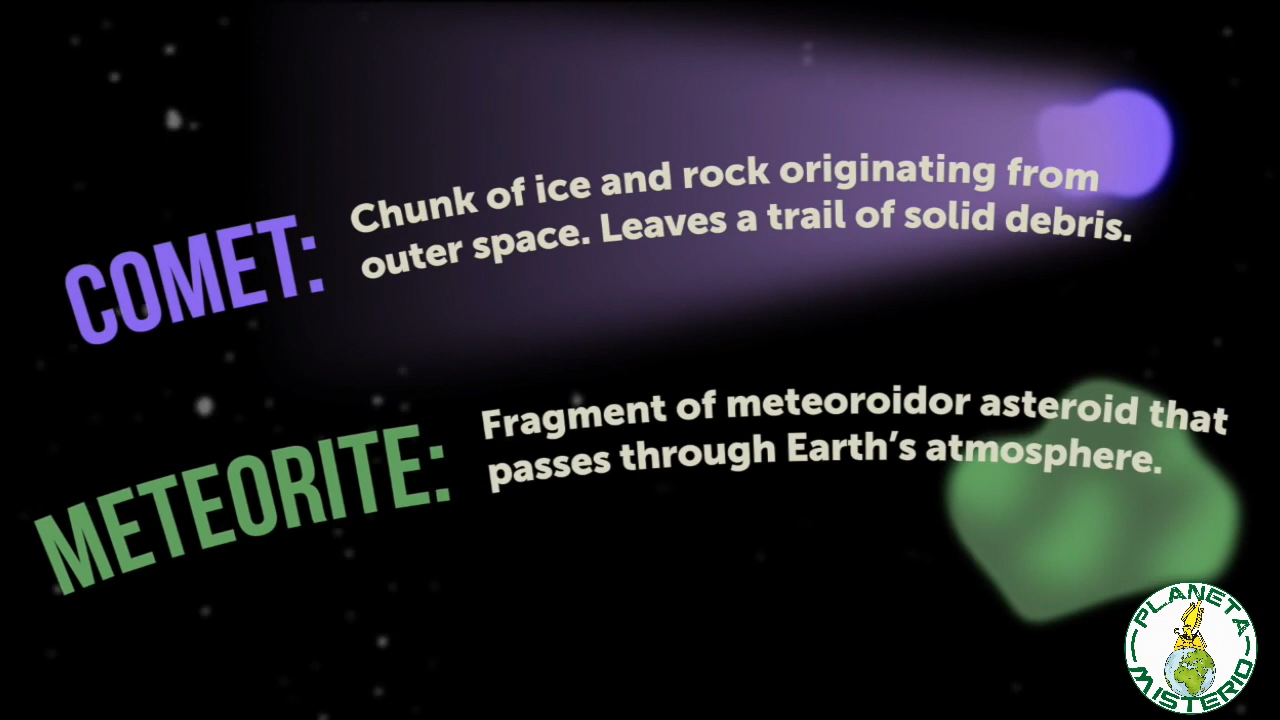 COMET:
Chunk of ice and rock originating from
outer space. Leaves a trail of solid debris.
METEORITE:
Fragment of meteoroidor asteroid that
passes through Earth's atmosphere.
PLANETA
MISTERIO